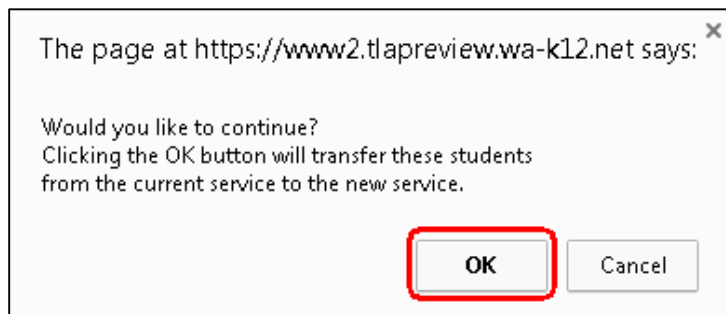 The page at https://www2.tlapreview.wa-k12.net says:
Would you like to continue?
Clicking the OK button will transfer these students
from the current service to the new service.
OK
Cancel